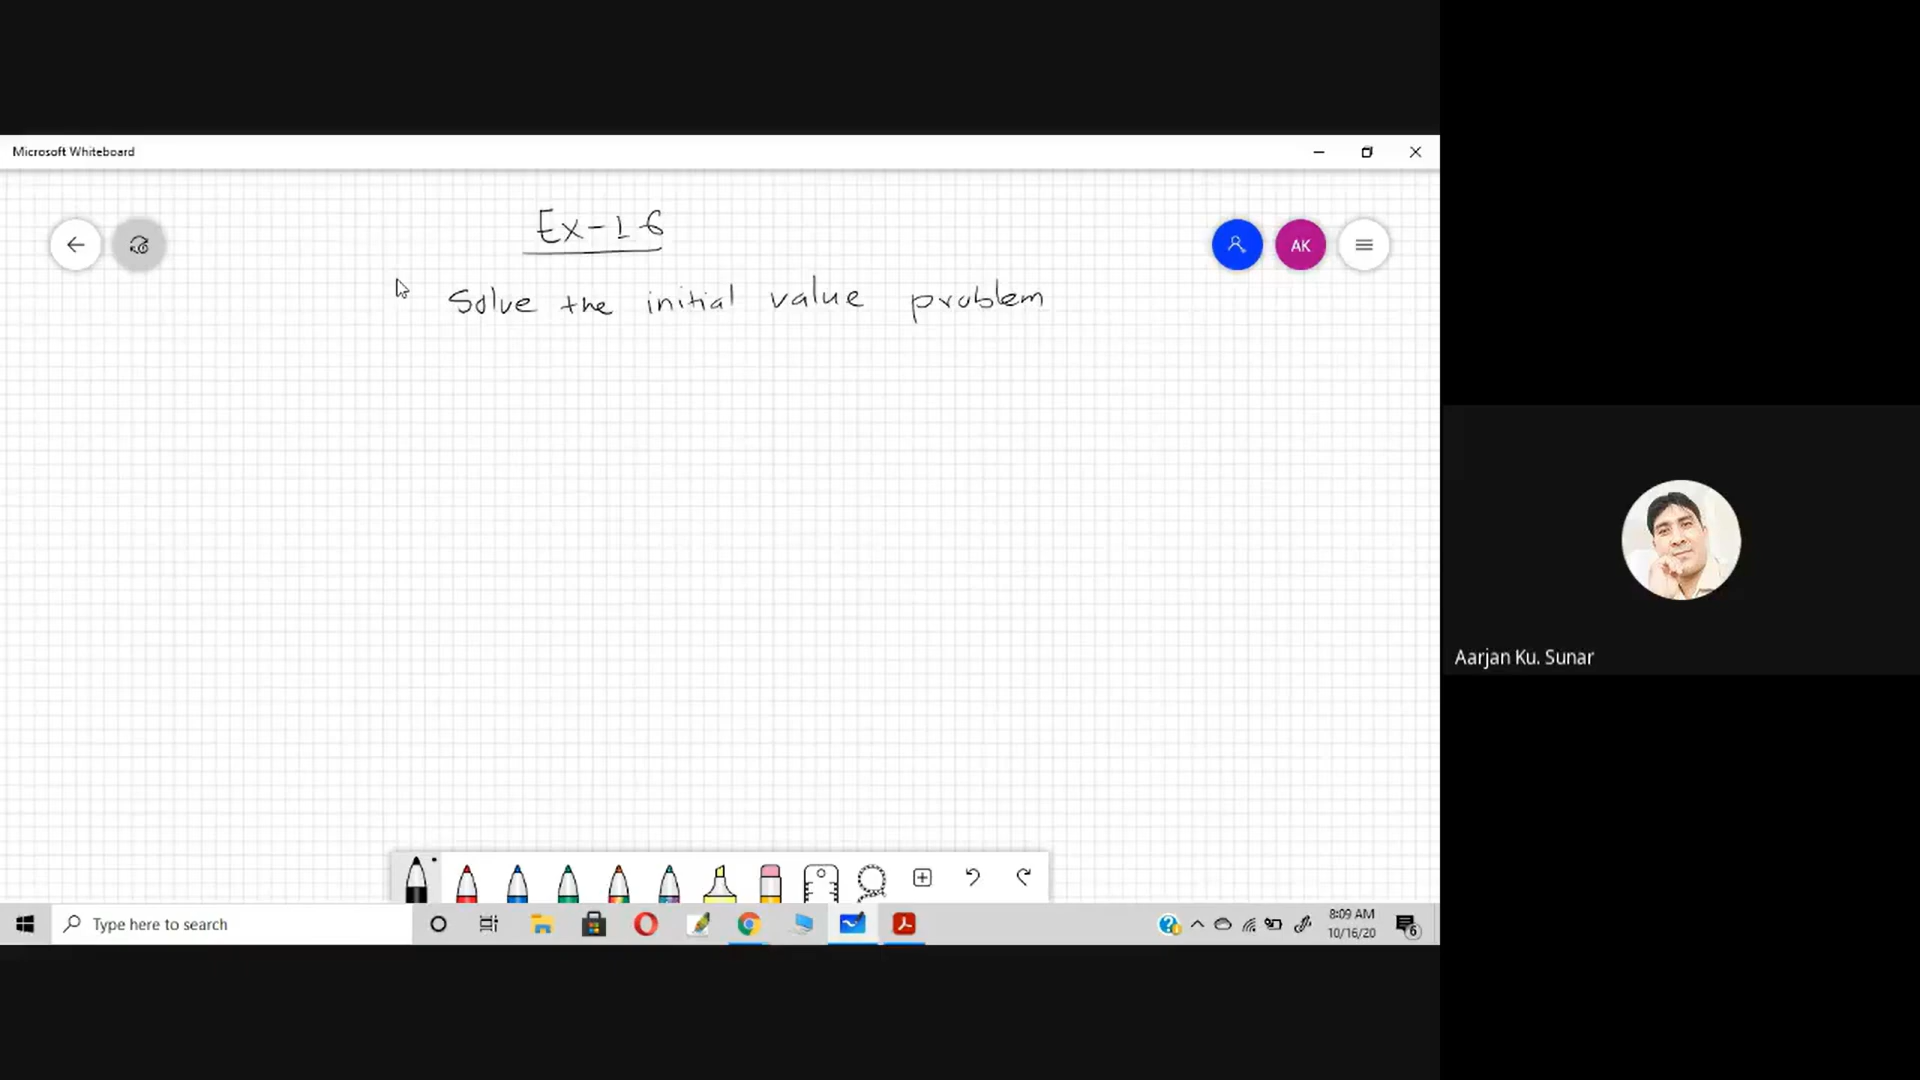 Microsoft Whiteboard
Ex-16
AK
Solve the initial value problem
Aarjan Ku. Sunar
Type here to search
8:09 AM
10/16/20
6